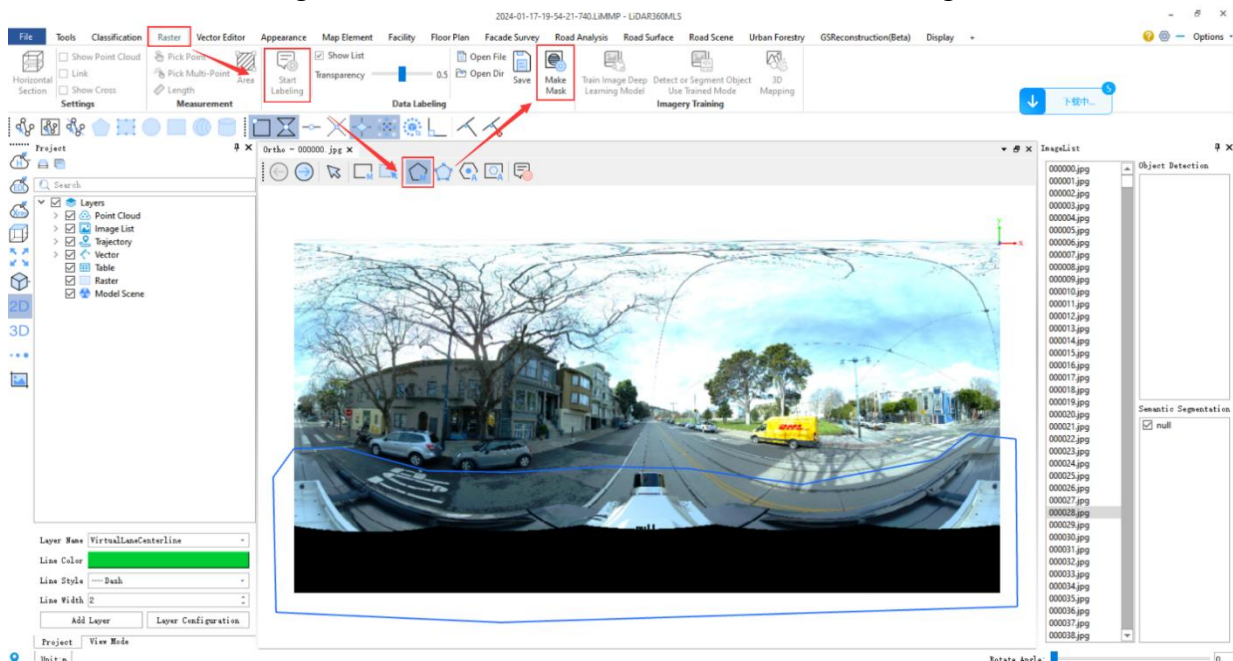 2024-01-17-19-54-21-740.LiMMP - LiDAR360MLS
File Tools Classification Raster Vector Editor Appearance Map Element Facility Floor Plan Facade Survey Road Analysis Road Surface Road Scene Urban Forestry GSReconstruction(Beta) Display + Options
Horizontal Section
Show Point Cloud
Link
Show Cross
Settings
Pick Point
Pick Multi-Point
Length
Area
Measurement
Start Labeling
Show List
Transparency 0.5
Open File
Open Dir
Save
Data Labeling
Make Mask
Train Image Deep Learning Model
Detect or Segment Object Use Trained Mode
3D Mapping
Imagery Training
下载中...
5
Project
Search
Layers
Point Cloud
Image List
Trajectory
Vector
Table
Raster
Model Scene
2D
3D
Layer Name VirtualLaneCenterline
Line Color
Line Style Dash
Line Width 2
Add Layer Layer Configuration
Project View Mode
Unit:m
Ortho - 000000.jpg
M
M
A
A
Y
X
DHL
ImageList
000000.jpg
000001.jpg
000002.jpg
000003.jpg
000004.jpg
000005.jpg
000006.jpg
000007.jpg
000008.jpg
000009.jpg
000010.jpg
000011.jpg
000012.jpg
000013.jpg
000014.jpg
000015.jpg
000016.jpg
000017.jpg
000018.jpg
000019.jpg
000020.jpg
000021.jpg
000022.jpg
000023.jpg
000024.jpg
000025.jpg
000026.jpg
000027.jpg
000028.jpg
000029.jpg
000030.jpg
000031.jpg
000032.jpg
000033.jpg
000034.jpg
000035.jpg
000036.jpg
000037.jpg
000038.jpg
Object Detection
Semantic Segmentation
null
Rotate Angle: 0